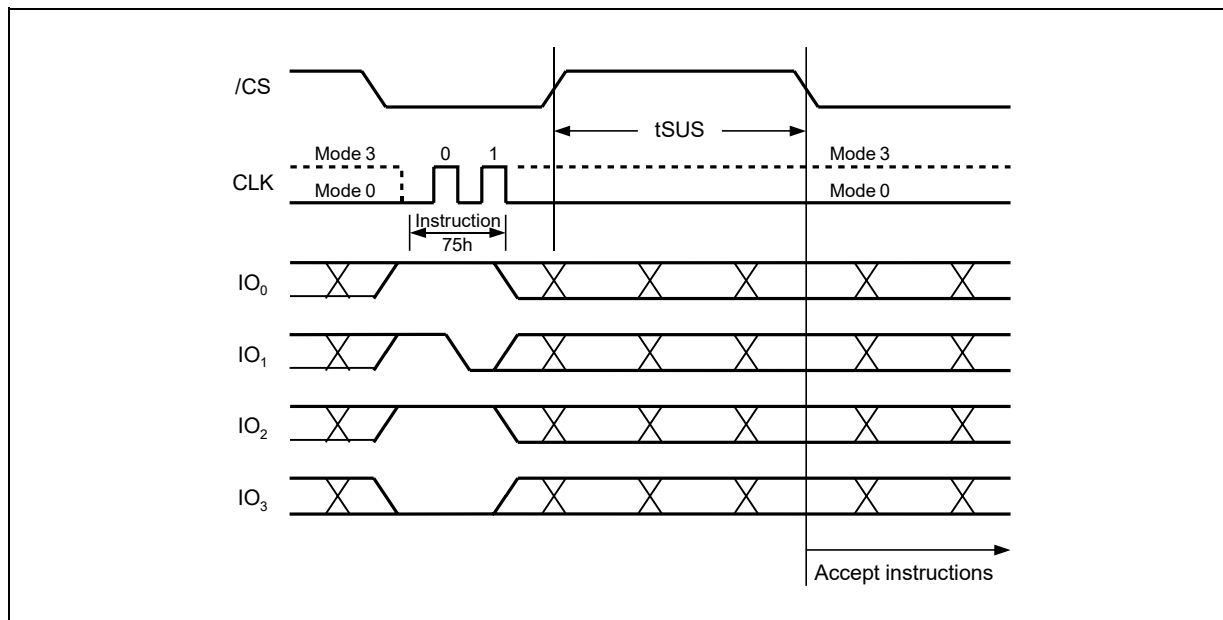 /CS
tSUS
Mode 3 0 1 Mode 3
CLK
Mode 0 Mode 0
Instruction
75h
IO₀
IO₁
IO₂
IO₃
Accept instructions